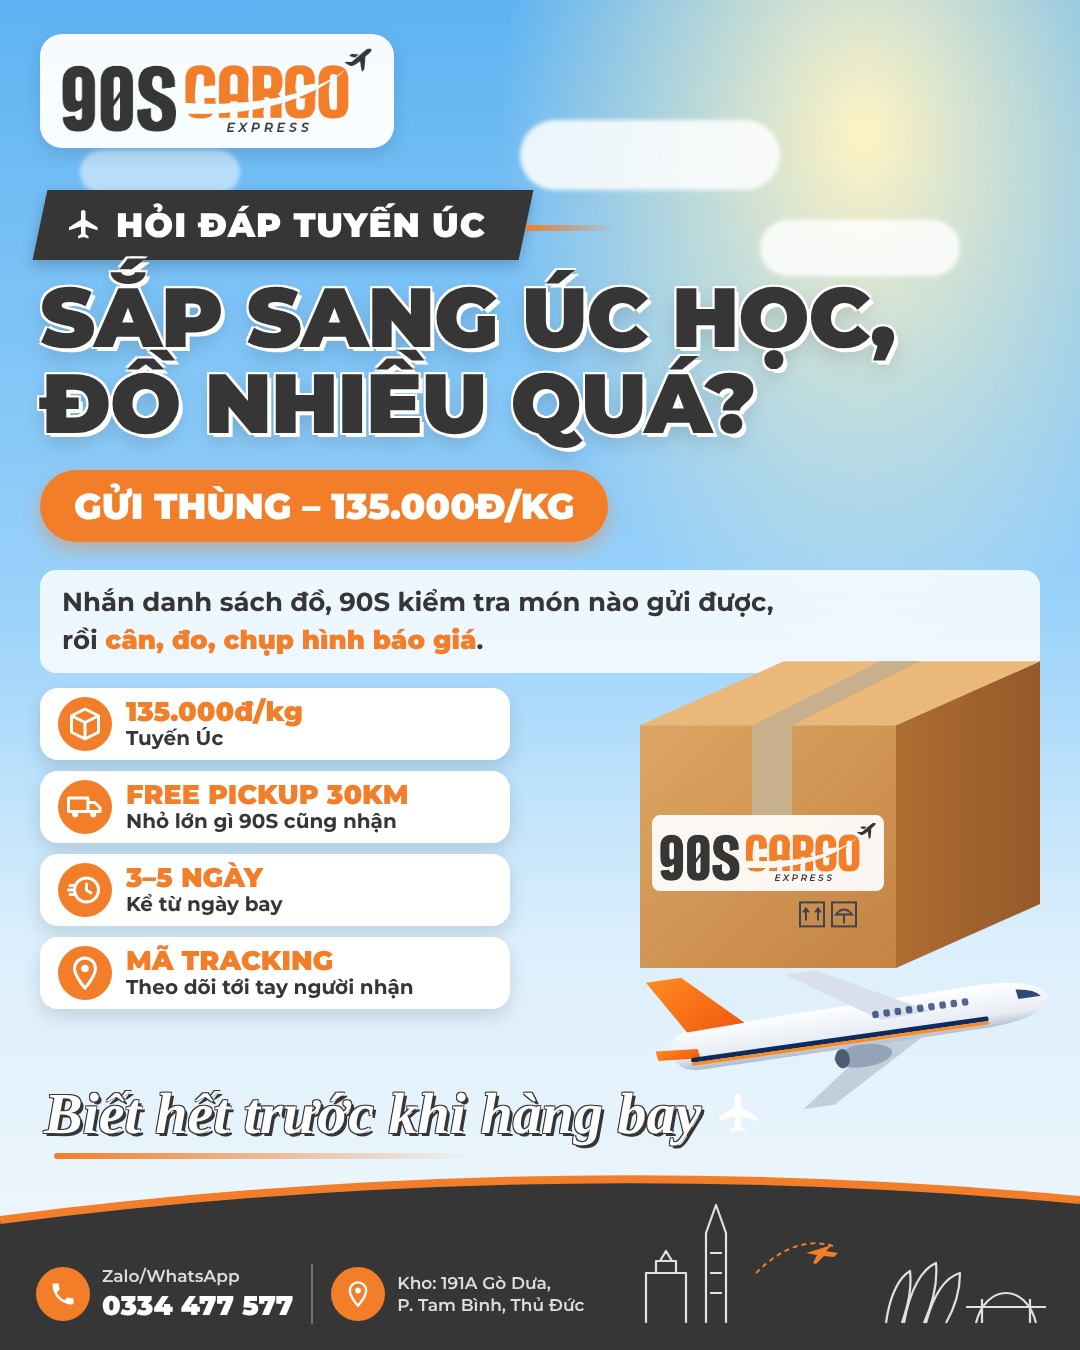 90S CARGO
EXPRESS
HỎI ĐÁP TUYẾN ÚC
SẮP SANG ÚC HỌC,
ĐỒ NHIỀU QUÁ?
GỬI THÙNG – 135.000Đ/KG
Nhắn danh sách đồ, 90S kiểm tra món nào gửi được,
rồi cân, đo, chụp hình báo giá.
135.000đ/kg
Tuyến Úc
FREE PICKUP 30KM
Nhỏ lớn gì 90S cũng nhận
3–5 NGÀY
Kể từ ngày bay
MÃ TRACKING
Theo dõi tới tay người nhận
90S CARGO
EXPRESS
Biết hết trước khi hàng bay
Zalo/WhatsApp
0334 477 577
Kho: 191A Gò Dưa,
P. Tam Bình, Thủ Đức